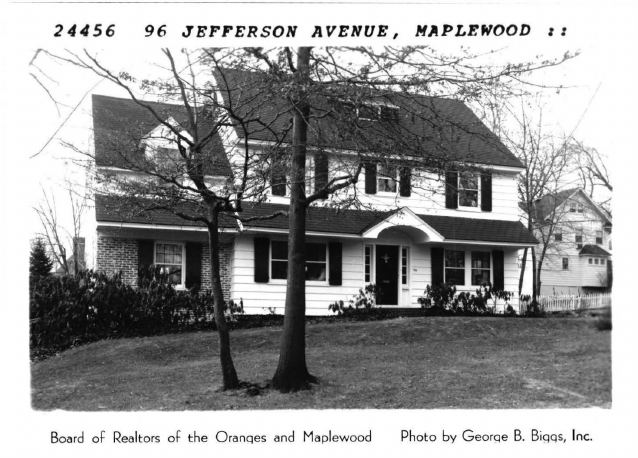 24456 96 JEFFERSON AVENUE, MAPLEWOOD ::
Board of Realtors of the Oranges and Maplewood Photo by George B. Biggs, Inc.